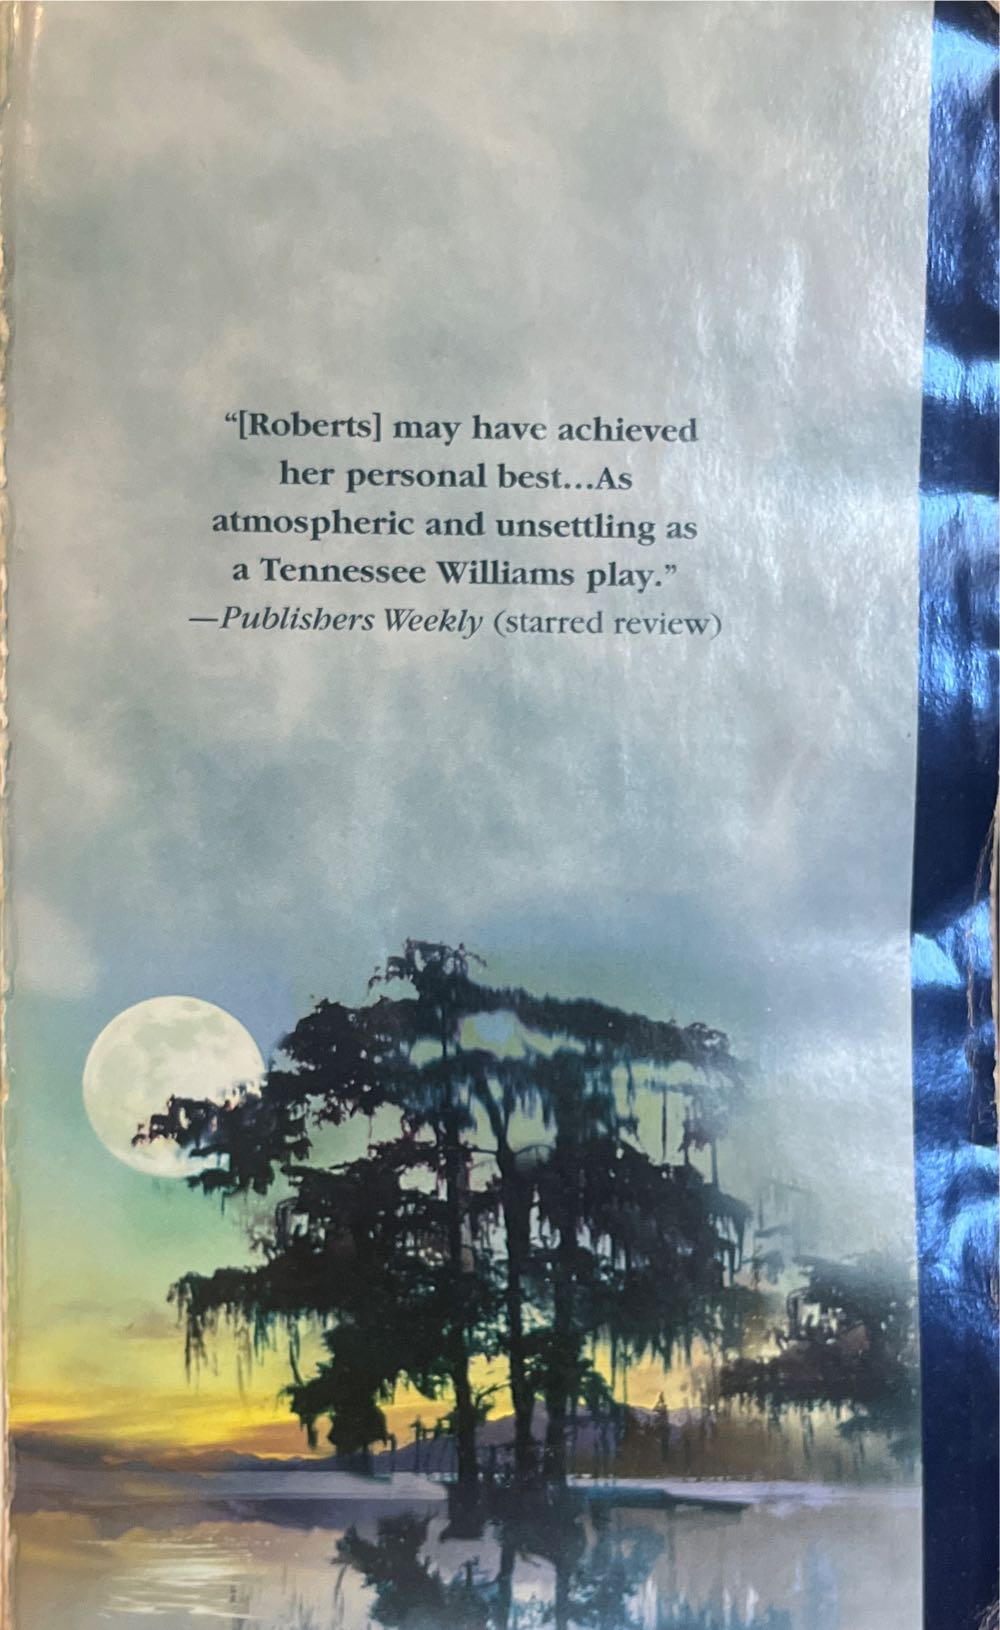 “[Roberts] may have achieved
her personal best...As
atmospheric and unsettling as
a Tennessee Williams play.”
—Publishers Weekly (starred review)